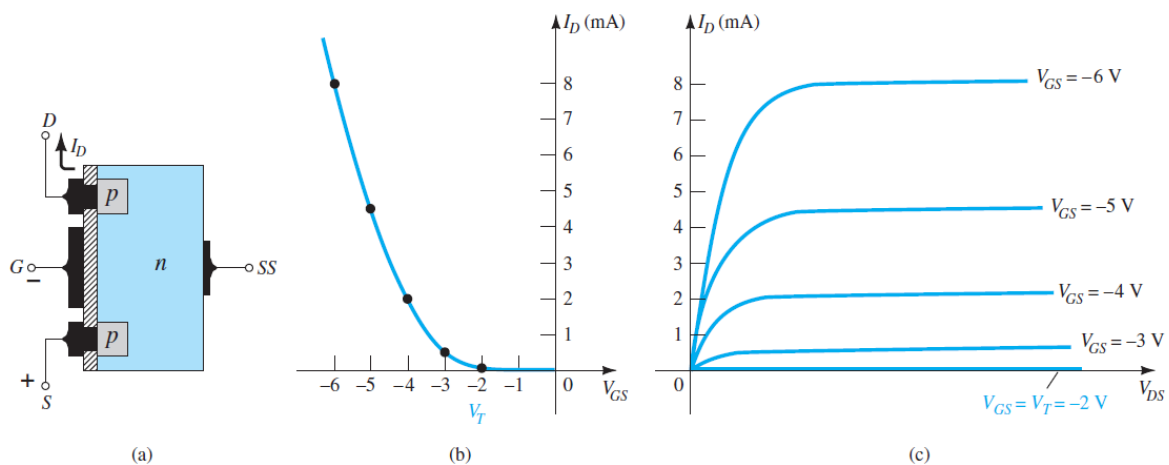 D
I_D
p
G
−
n
SS
p
+
S
(a)
I_D (mA)
8
7
6
5
4
3
2
1
−6 −5 −4 −3 −2 −1 0 V_GS
V_T
(b)
I_D (mA)
8
7
6
5
4
3
2
1
0
V_GS = −6 V
V_GS = −5 V
V_GS = −4 V
V_GS = −3 V
V_GS = V_T = −2 V
V_DS
(c)